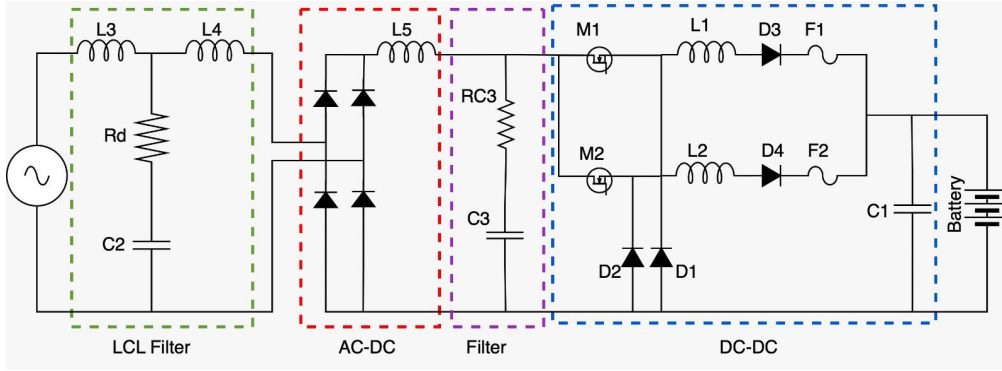 L3
L4
L5
M1
L1
D3
F1
Rd
RC3
M2
L2
D4
F2
C2
C3
D2
D1
C1
Battery
LCL Filter
AC-DC
Filter
DC-DC